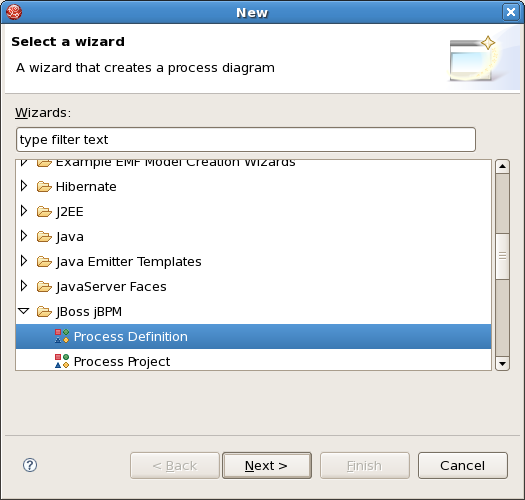 New
Select a wizard
A wizard that creates a process diagram
Wizards:
type filter text
Example EMF Model Creation Wizards
Hibernate
J2EE
Java
Java Emitter Templates
JavaServer Faces
JBoss jBPM
Process Definition
Process Project
? < Back Next > Finish Cancel